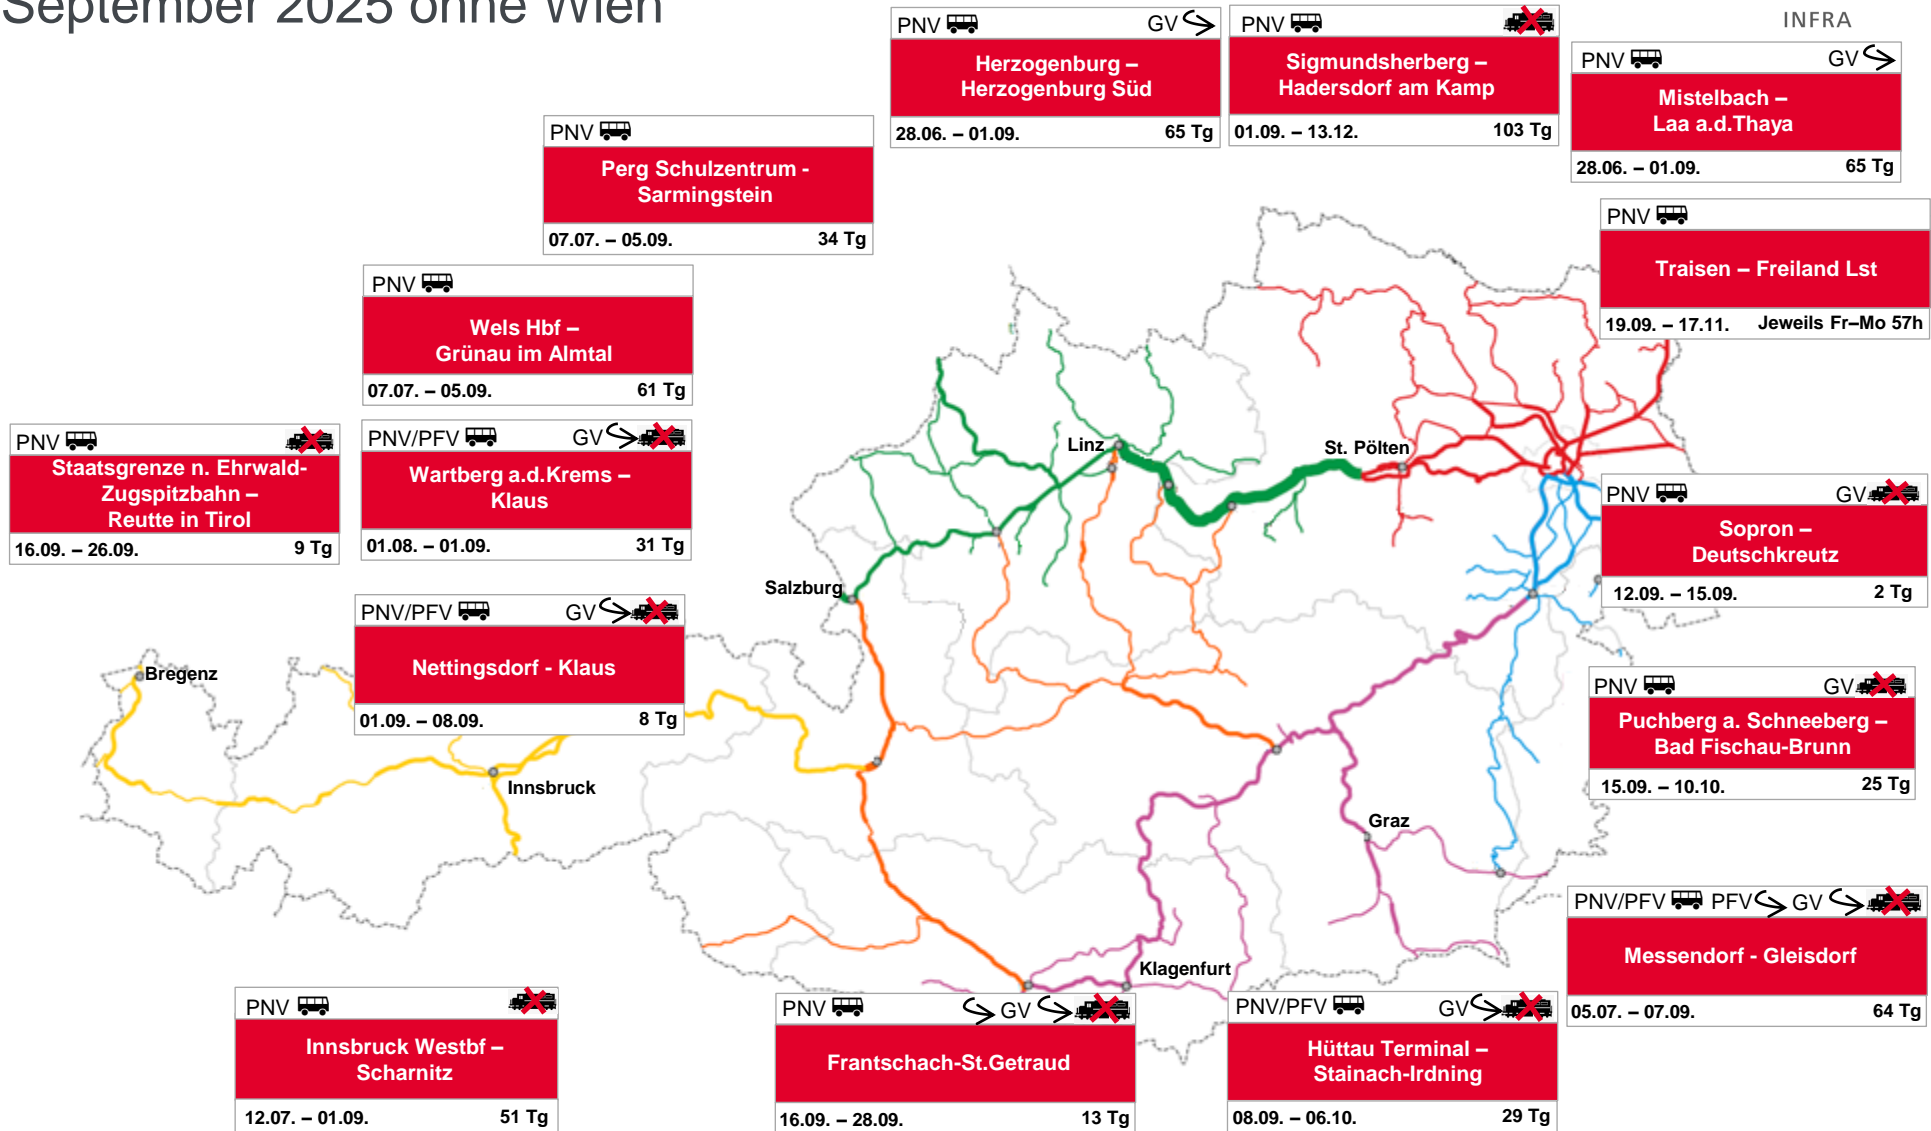 September 2025 ohne Wien
INFRA
PNV GV
Herzogenburg –
Herzogenburg Süd
28.06. – 01.09. 65 Tg
PNV
Sigmundsherberg –
Hadersdorf am Kamp
01.09. – 13.12. 103 Tg
PNV GV
Mistelbach –
Laa a.d.Thaya
28.06. – 01.09. 65 Tg
PNV
Perg Schulzentrum -
Sarmingstein
07.07. – 05.09. 34 Tg
PNV
Traisen – Freiland Lst
19.09. – 17.11. Jeweils Fr–Mo 57h
PNV
Wels Hbf –
Grünau im Almtal
07.07. – 05.09. 61 Tg
PNV
Staatsgrenze n. Ehrwald-
Zugspitzbahn –
Reutte in Tirol
16.09. – 26.09. 9 Tg
PNV/PFV GV
Wartberg a.d.Krems –
Klaus
01.08. – 01.09. 31 Tg
Linz
St. Pölten
PNV GV
Sopron –
Deutschkreutz
12.09. – 15.09. 2 Tg
Salzburg
PNV/PFV GV
Nettingsdorf - Klaus
01.09. – 08.09. 8 Tg
Bregenz
Innsbruck
PNV GV
Puchberg a. Schneeberg –
Bad Fischau-Brunn
15.09. – 10.10. 25 Tg
Graz
PNV/PFV PFV GV
Messendorf - Gleisdorf
05.07. – 07.09. 64 Tg
Klagenfurt
PNV
Innsbruck Westbf –
Scharnitz
12.07. – 01.09. 51 Tg
PNV GV
Frantschach-St.Getraud
16.09. – 28.09. 13 Tg
PNV/PFV GV
Hüttau Terminal –
Stainach-Irdning
08.09. – 06.10. 29 Tg